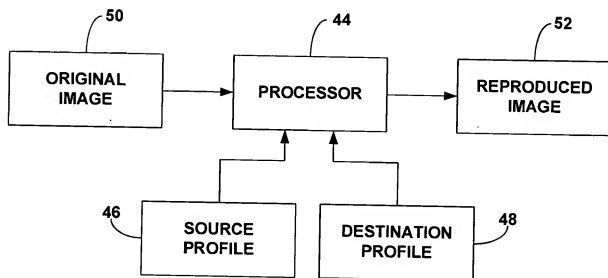 50
44
52
ORIGINAL
IMAGE
PROCESSOR
REPRODUCED
IMAGE
46
SOURCE
PROFILE
DESTINATION
PROFILE
48